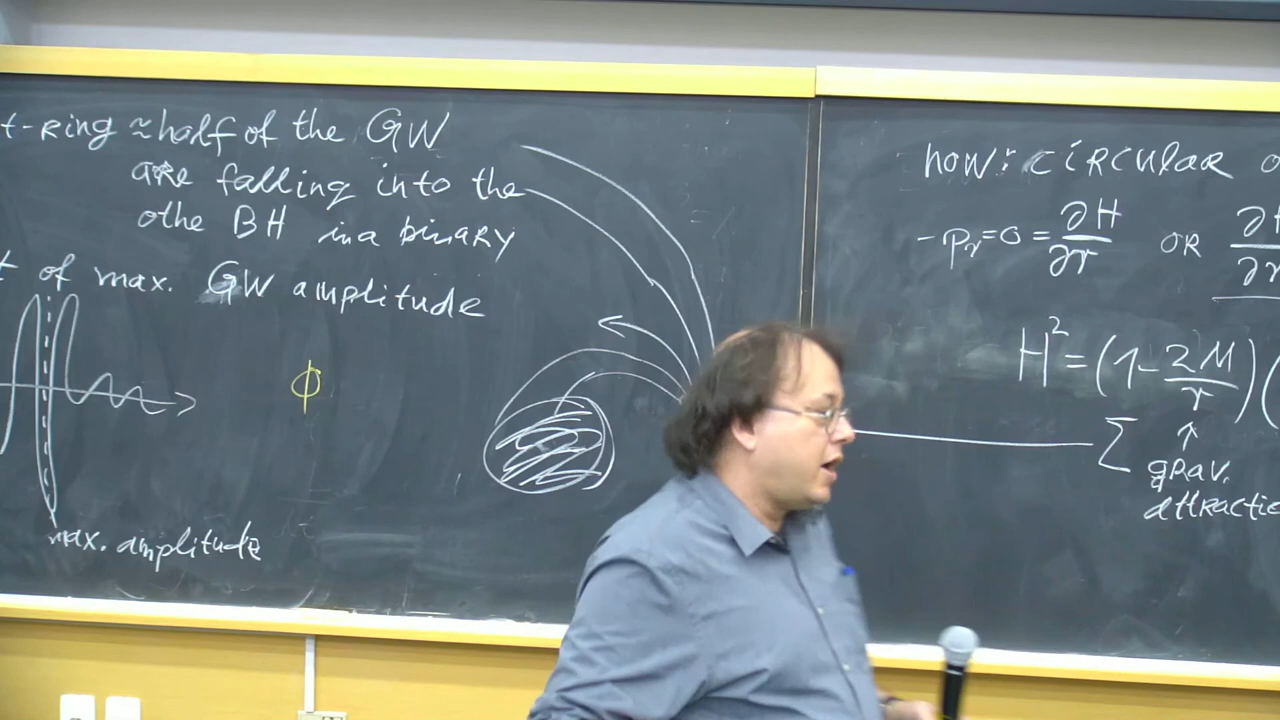 t-ring ≈ half of the GW
are falling into the
othe BH in a binary
t of max. GW amplitude
ϕ
max. amplitude
now: circular o
-p_r=0 = ∂H/∂r OR ∂H/∂r
H² = (1-2M/r)(
Σ
grav.
attractio